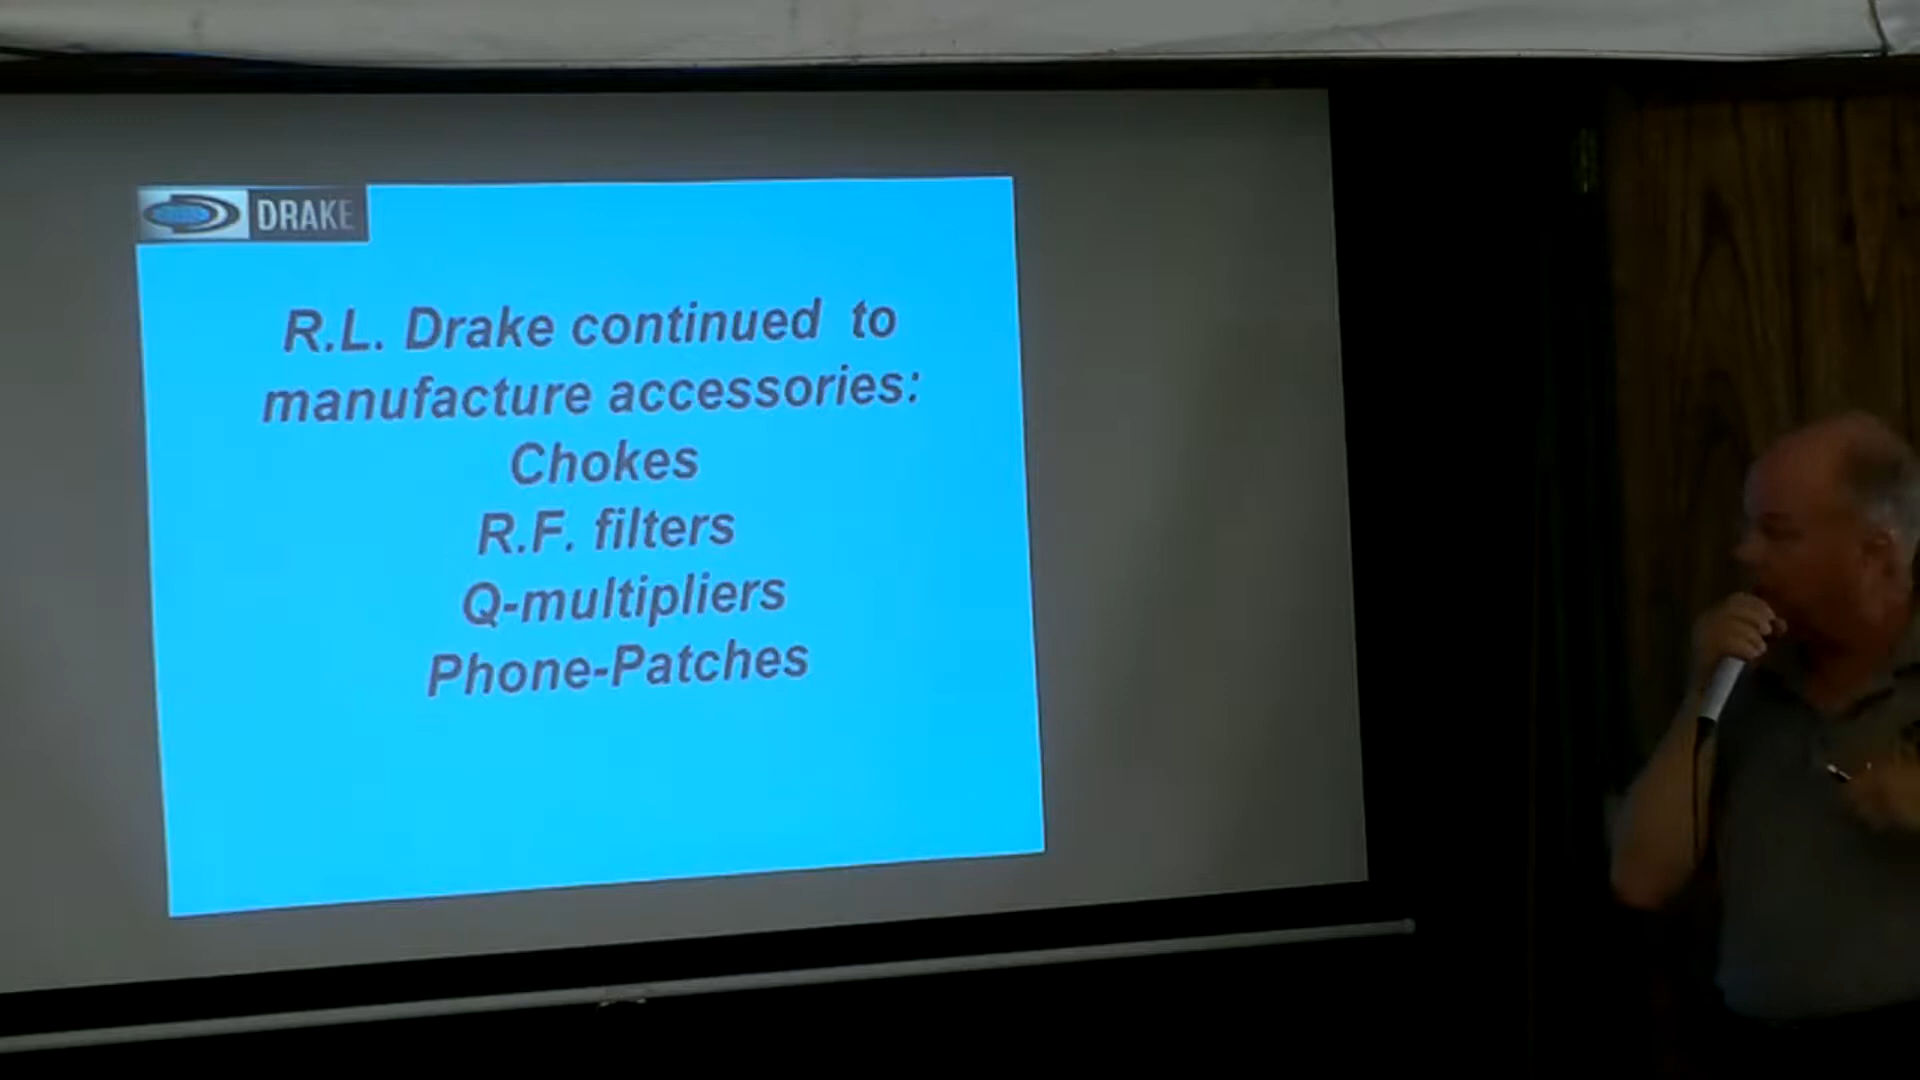 DRAKE
R.L. Drake continued to
manufacture accessories:
Chokes
R.F. filters
Q-multipliers
Phone-Patches